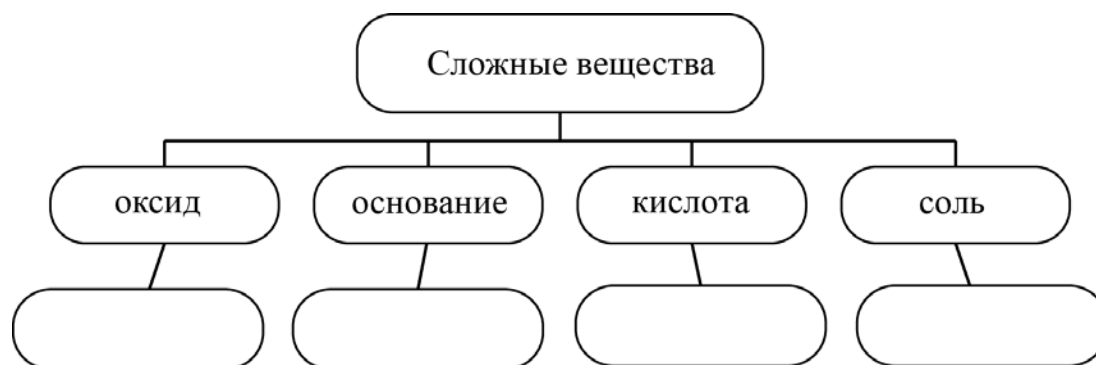 Сложные вещества
оксид
основание
кислота
соль